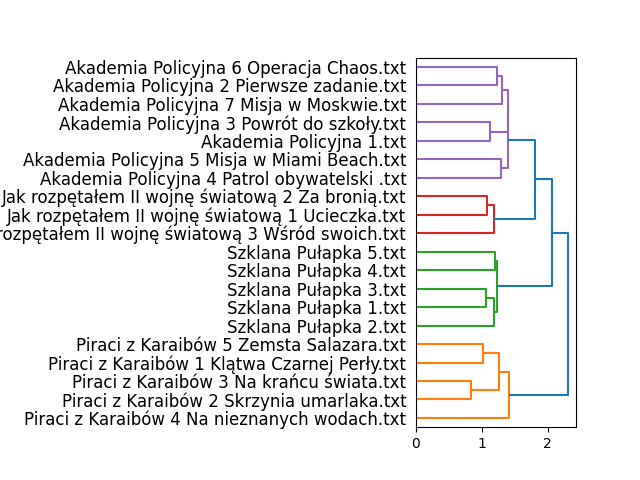 Akademia Policyjna 6 Operacja Chaos.txt
Akademia Policyjna 2 Pierwsze zadanie.txt
Akademia Policyjna 7 Misja w Moskwie.txt
Akademia Policyjna 3 Powrót do szkoły.txt
Akademia Policyjna 1.txt
Akademia Policyjna 5 Misja w Miami Beach.txt
Akademia Policyjna 4 Patrol obywatelski .txt
Jak rozpętałem II wojnę światową 2 Za bronią.txt
Jak rozpętałem II wojnę światową 1 Ucieczka.txt
rozpętałem II wojnę światową 3 Wśród swoich.txt
Szklana Pułapka 5.txt
Szklana Pułapka 4.txt
Szklana Pułapka 3.txt
Szklana Pułapka 1.txt
Szklana Pułapka 2.txt
Piraci z Karaibów 5 Zemsta Salazara.txt
Piraci z Karaibów 1 Klątwa Czarnej Perły.txt
Piraci z Karaibów 3 Na krańcu świata.txt
Piraci z Karaibów 2 Skrzynia umarlaka.txt
Piraci z Karaibów 4 Na nieznanych wodach.txt
0 1 2